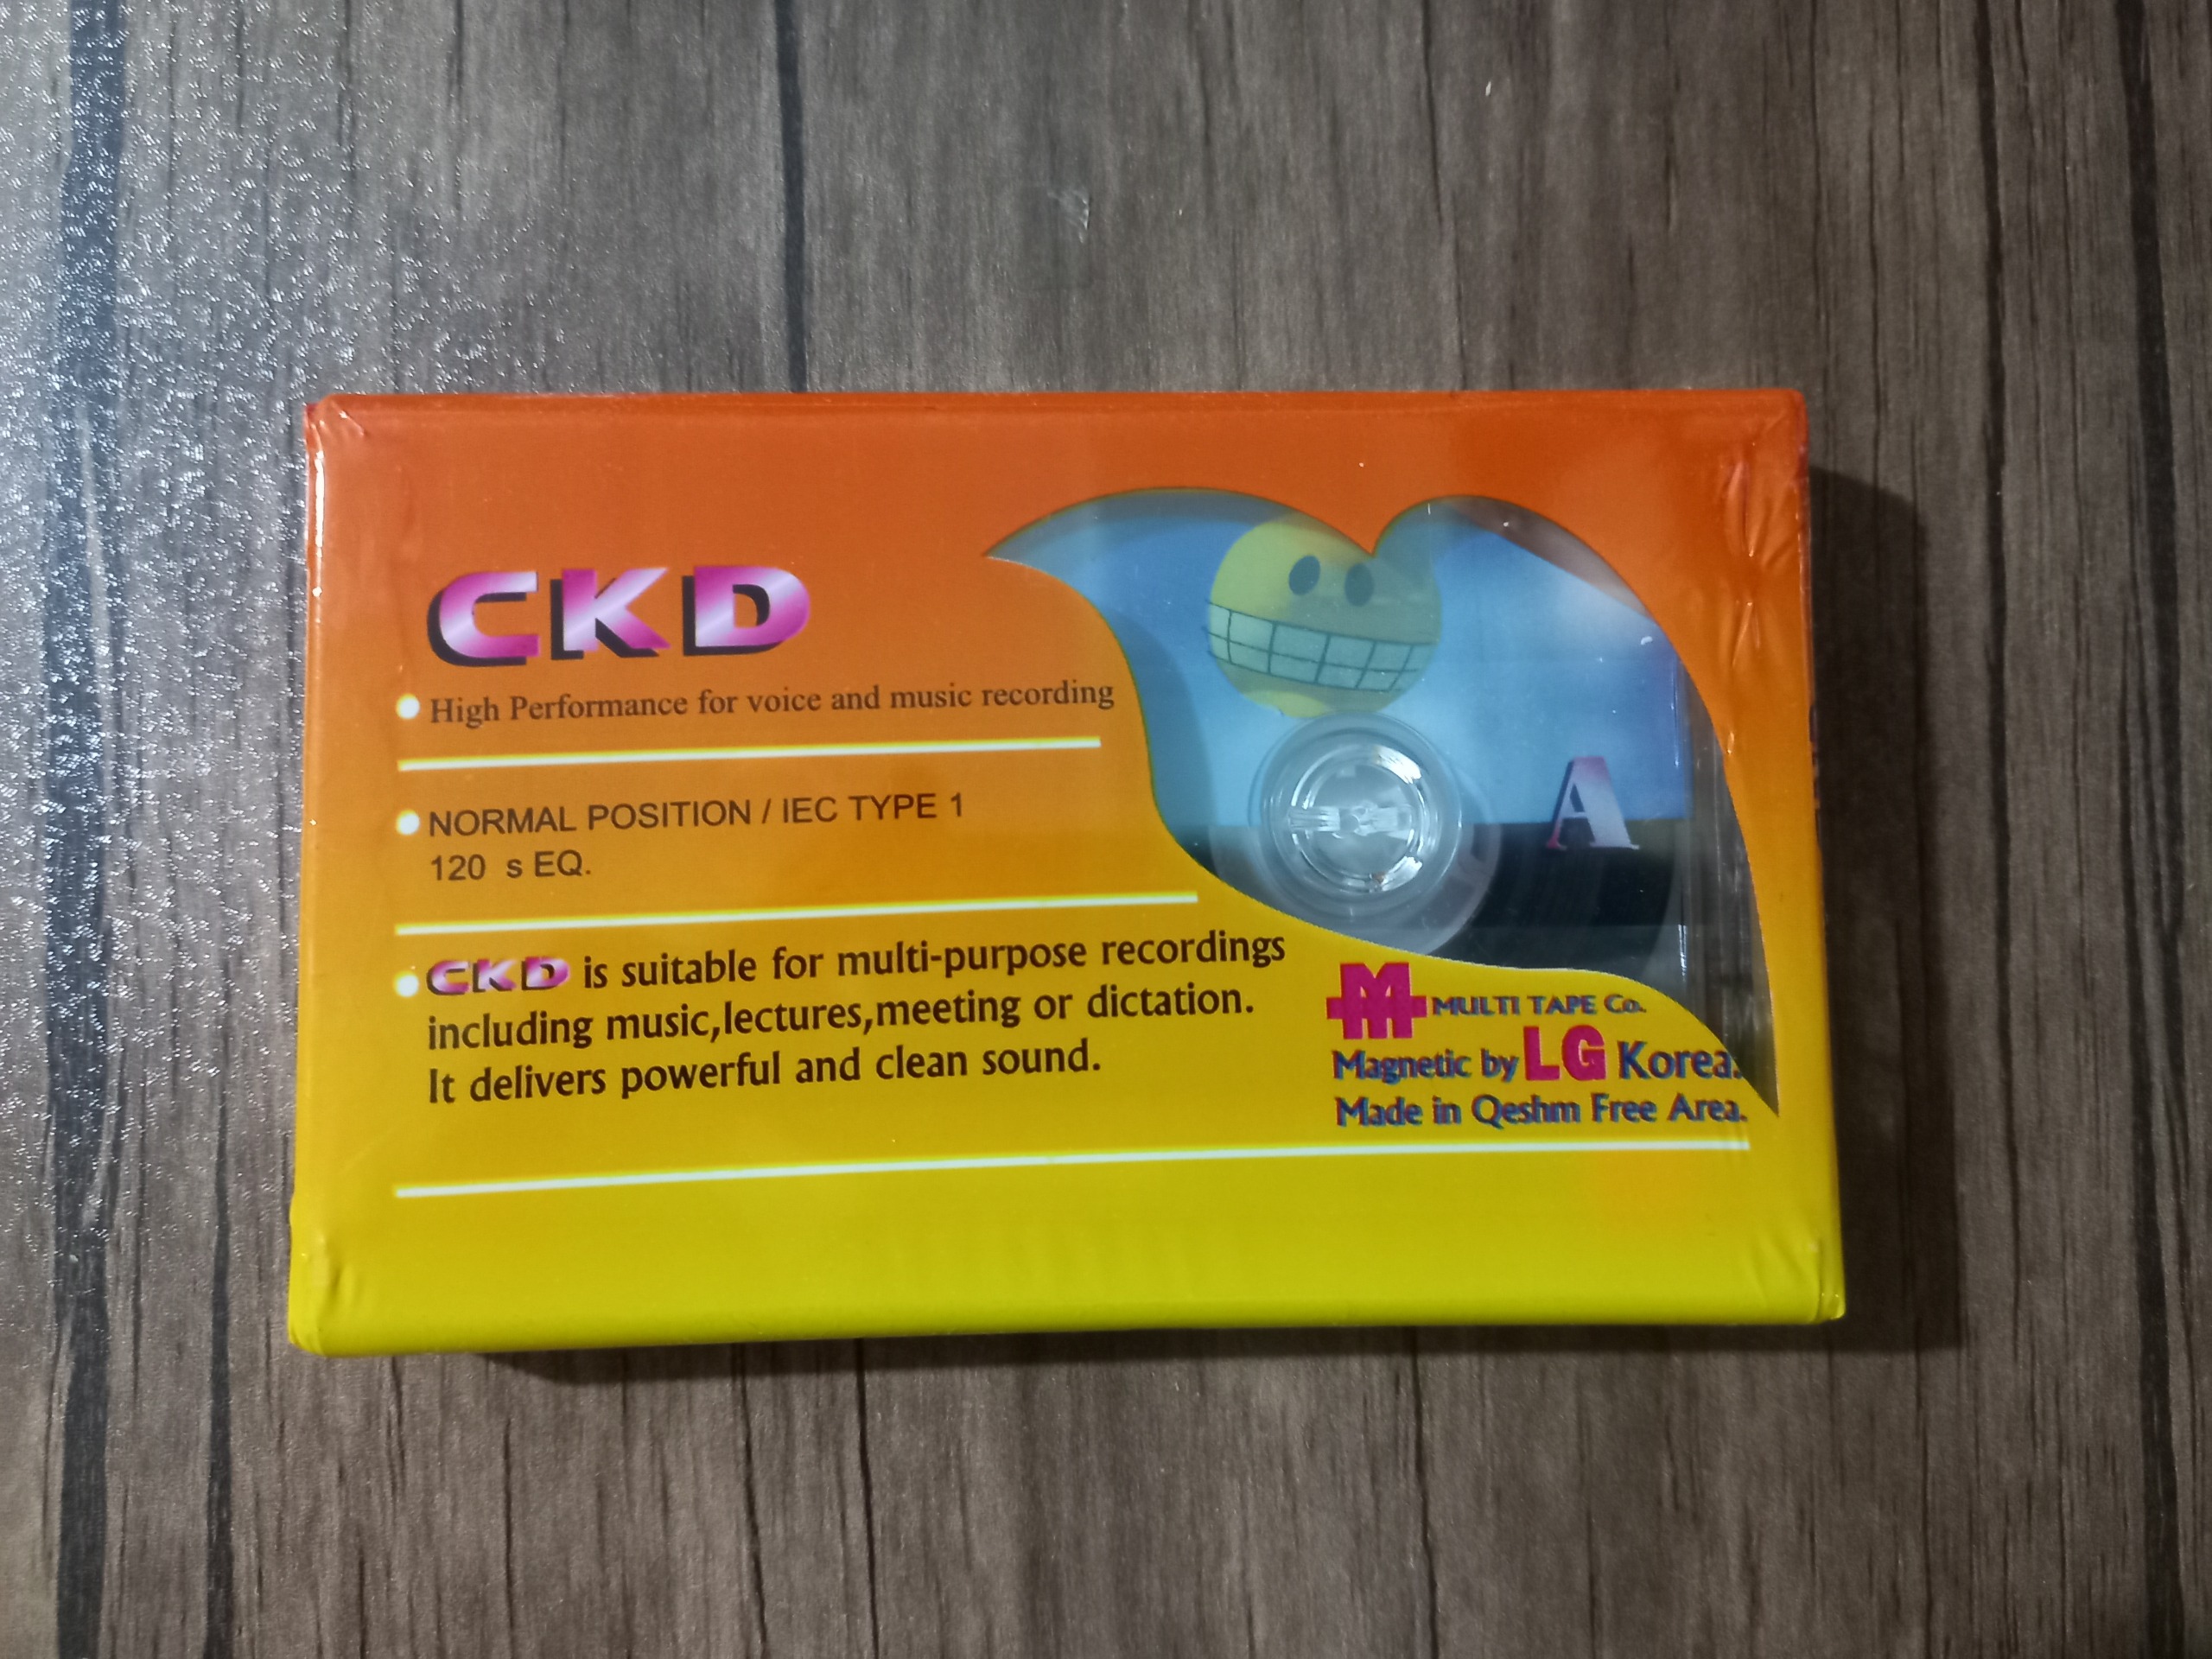 CKD
High Performance for voice and music recording
NORMAL POSITION / IEC TYPE 1
120 s EQ.
CKD is suitable for multi-purpose recordings
including music,lectures,meeting or dictation.
It delivers powerful and clean sound.
A
M MULTI TAPE Co.
Magnetic by LG Korea.
Made in Qeshm Free Area.